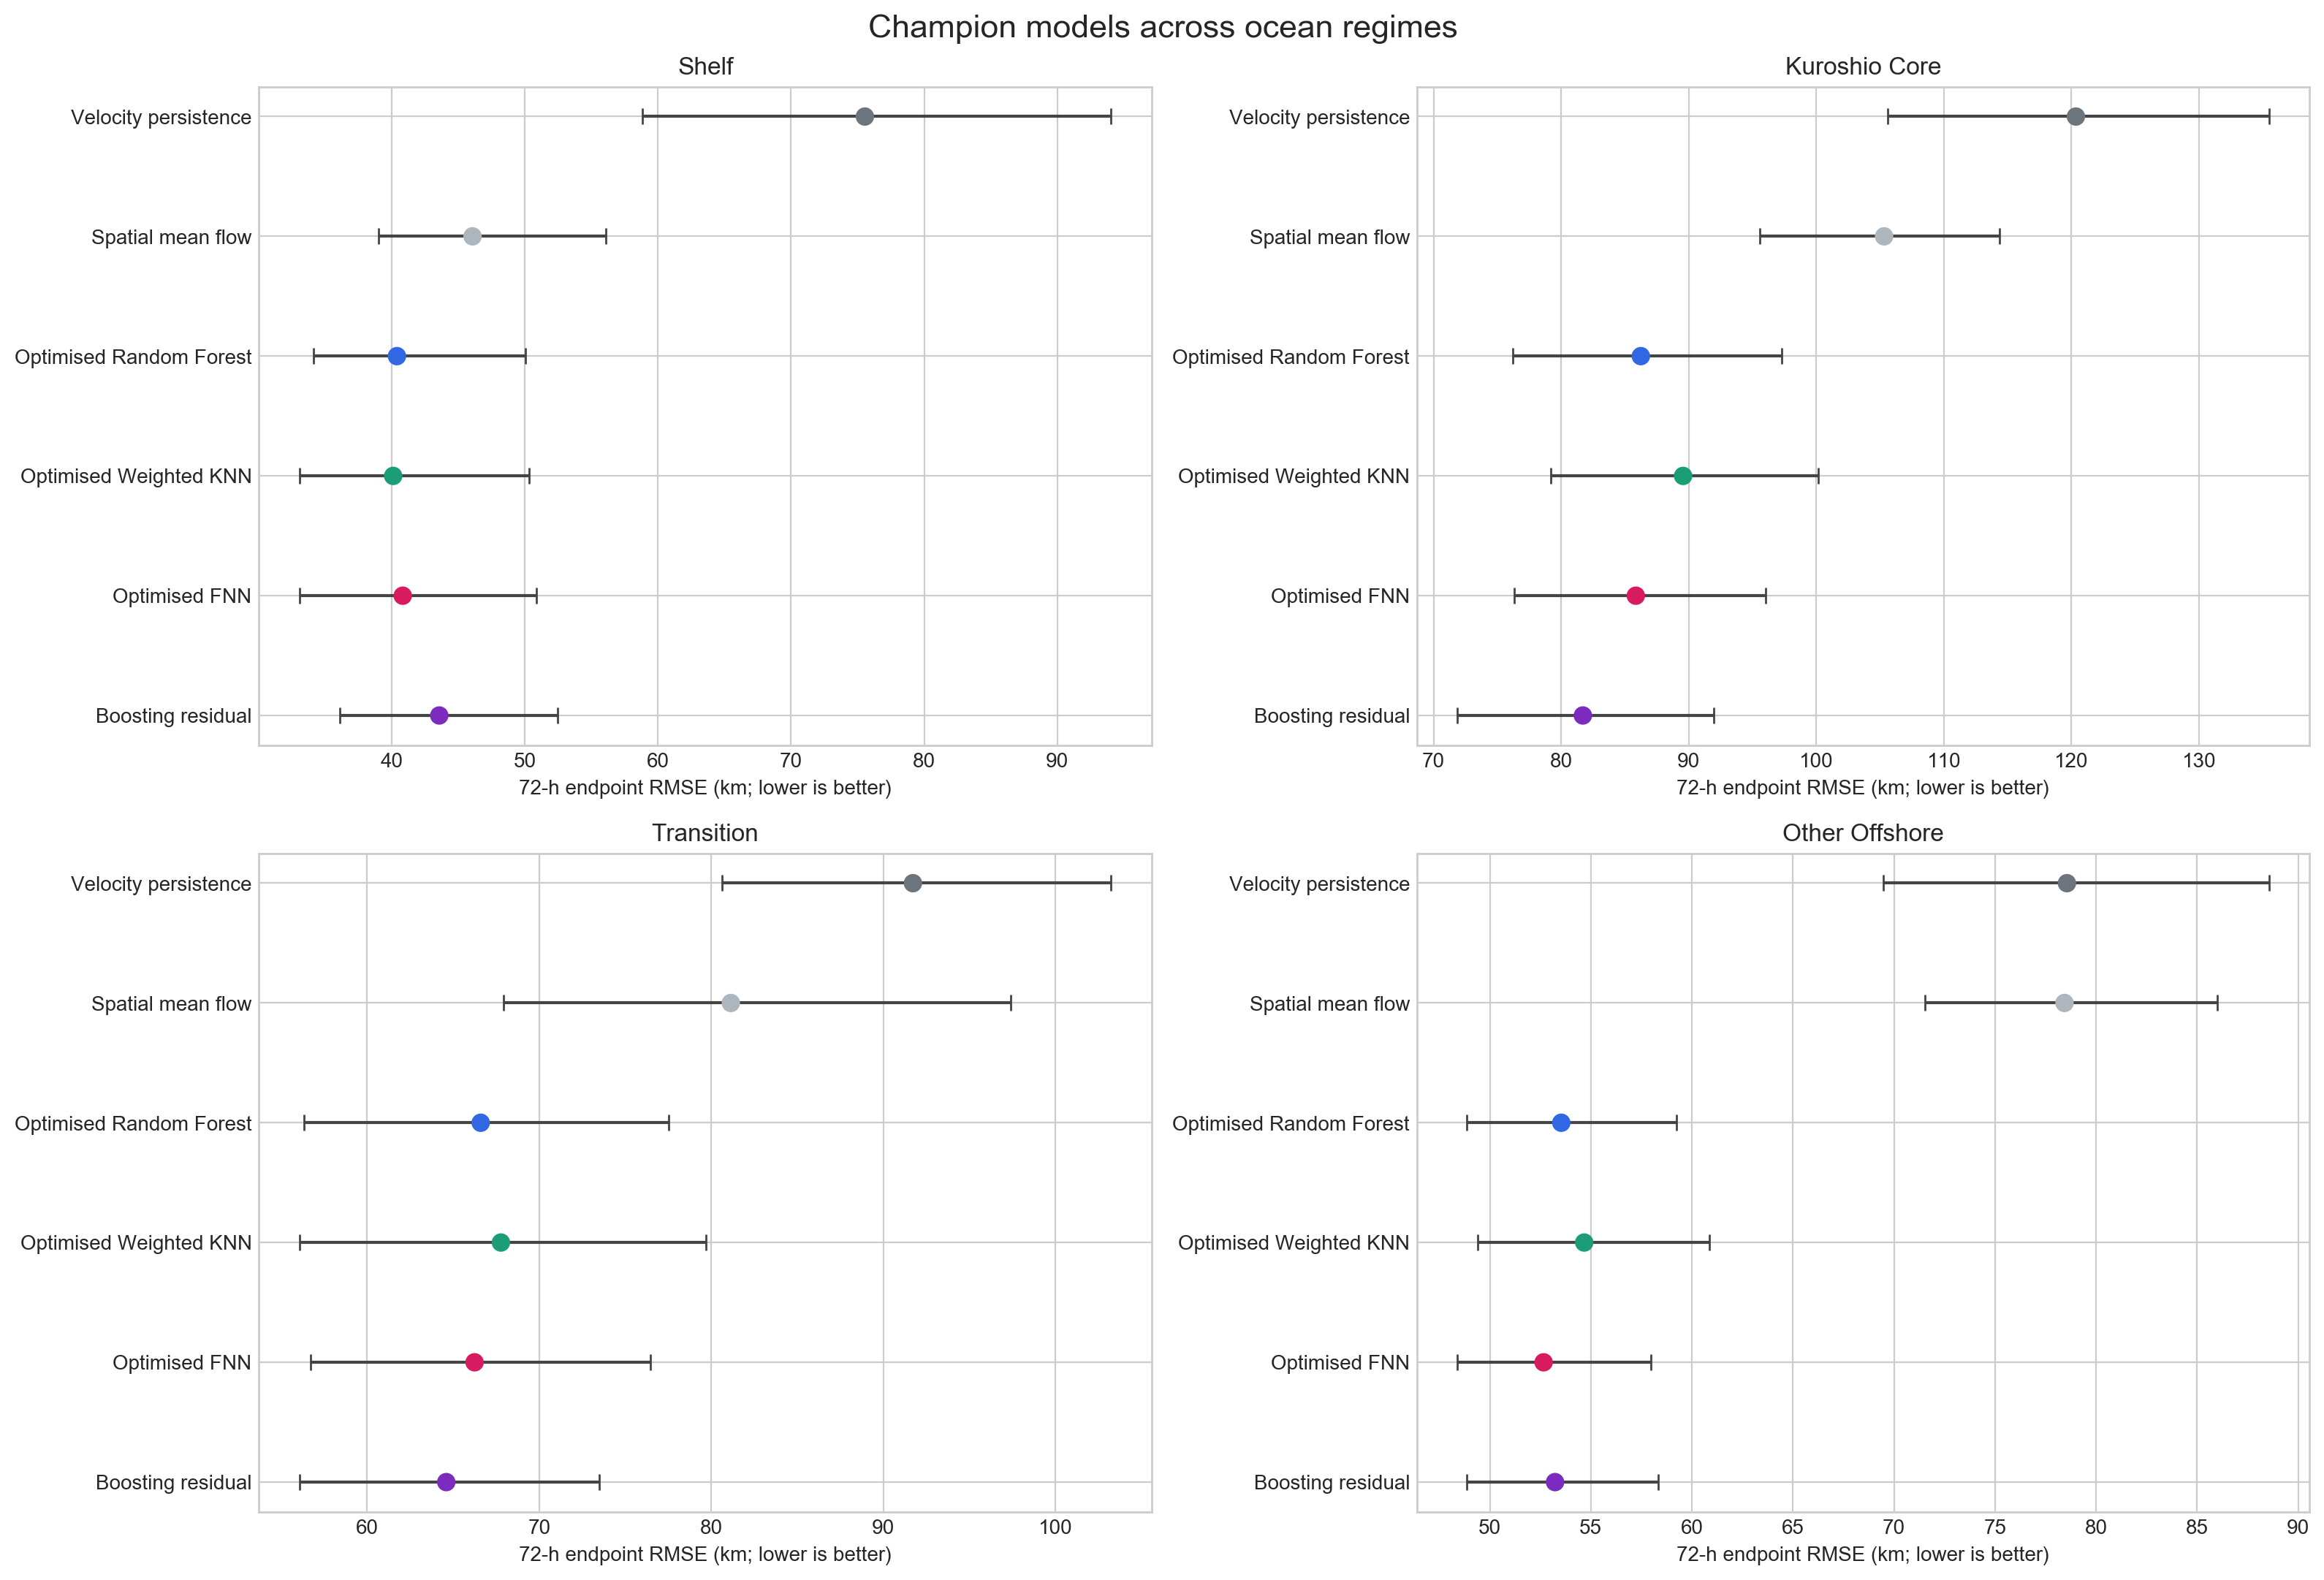 Champion models across ocean regimes
Shelf
Velocity persistence
Spatial mean flow
Optimised Random Forest
Optimised Weighted KNN
Optimised FNN
Boosting residual
40 50 60 70 80 90
72-h endpoint RMSE (km; lower is better)
Kuroshio Core
Velocity persistence
Spatial mean flow
Optimised Random Forest
Optimised Weighted KNN
Optimised FNN
Boosting residual
70 80 90 100 110 120 130
72-h endpoint RMSE (km; lower is better)
Transition
Velocity persistence
Spatial mean flow
Optimised Random Forest
Optimised Weighted KNN
Optimised FNN
Boosting residual
60 70 80 90 100
72-h endpoint RMSE (km; lower is better)
Other Offshore
Velocity persistence
Spatial mean flow
Optimised Random Forest
Optimised Weighted KNN
Optimised FNN
Boosting residual
50 55 60 65 70 75 80 85 90
72-h endpoint RMSE (km; lower is better)